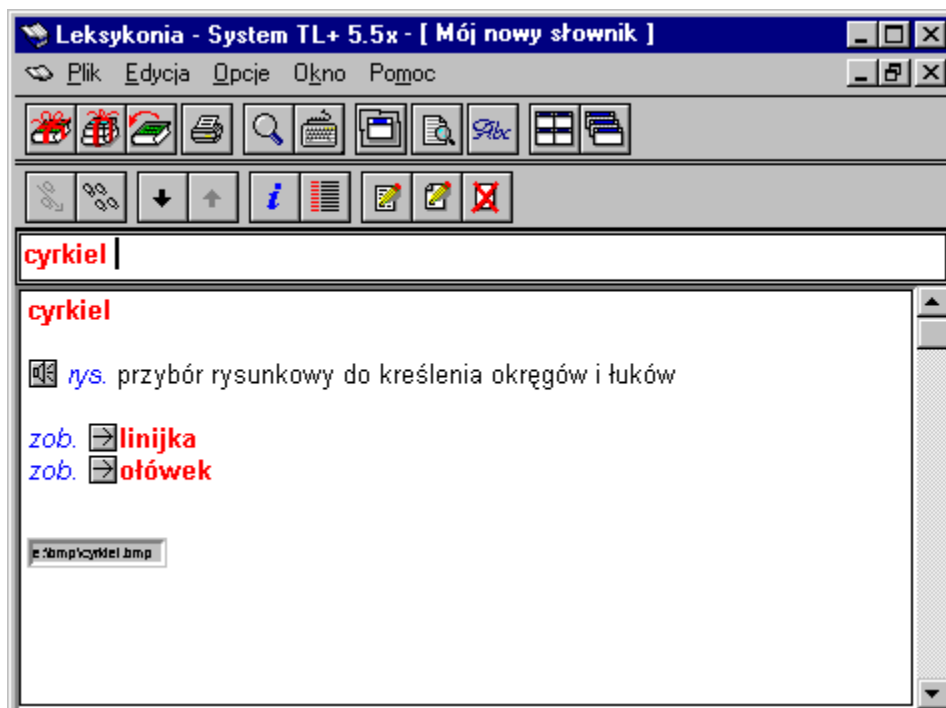 Leksykonia - System TL+ 5.5x - [ Mój nowy słownik ]
Plik Edycja Opcje Okno Pomoc
Abc
i
cyrkiel
cyrkiel
rys. przybór rysunkowy do kreślenia okręgów i łuków
zob. linijka
zob. ołówek
e:\bmp\cyrkiel.bmp